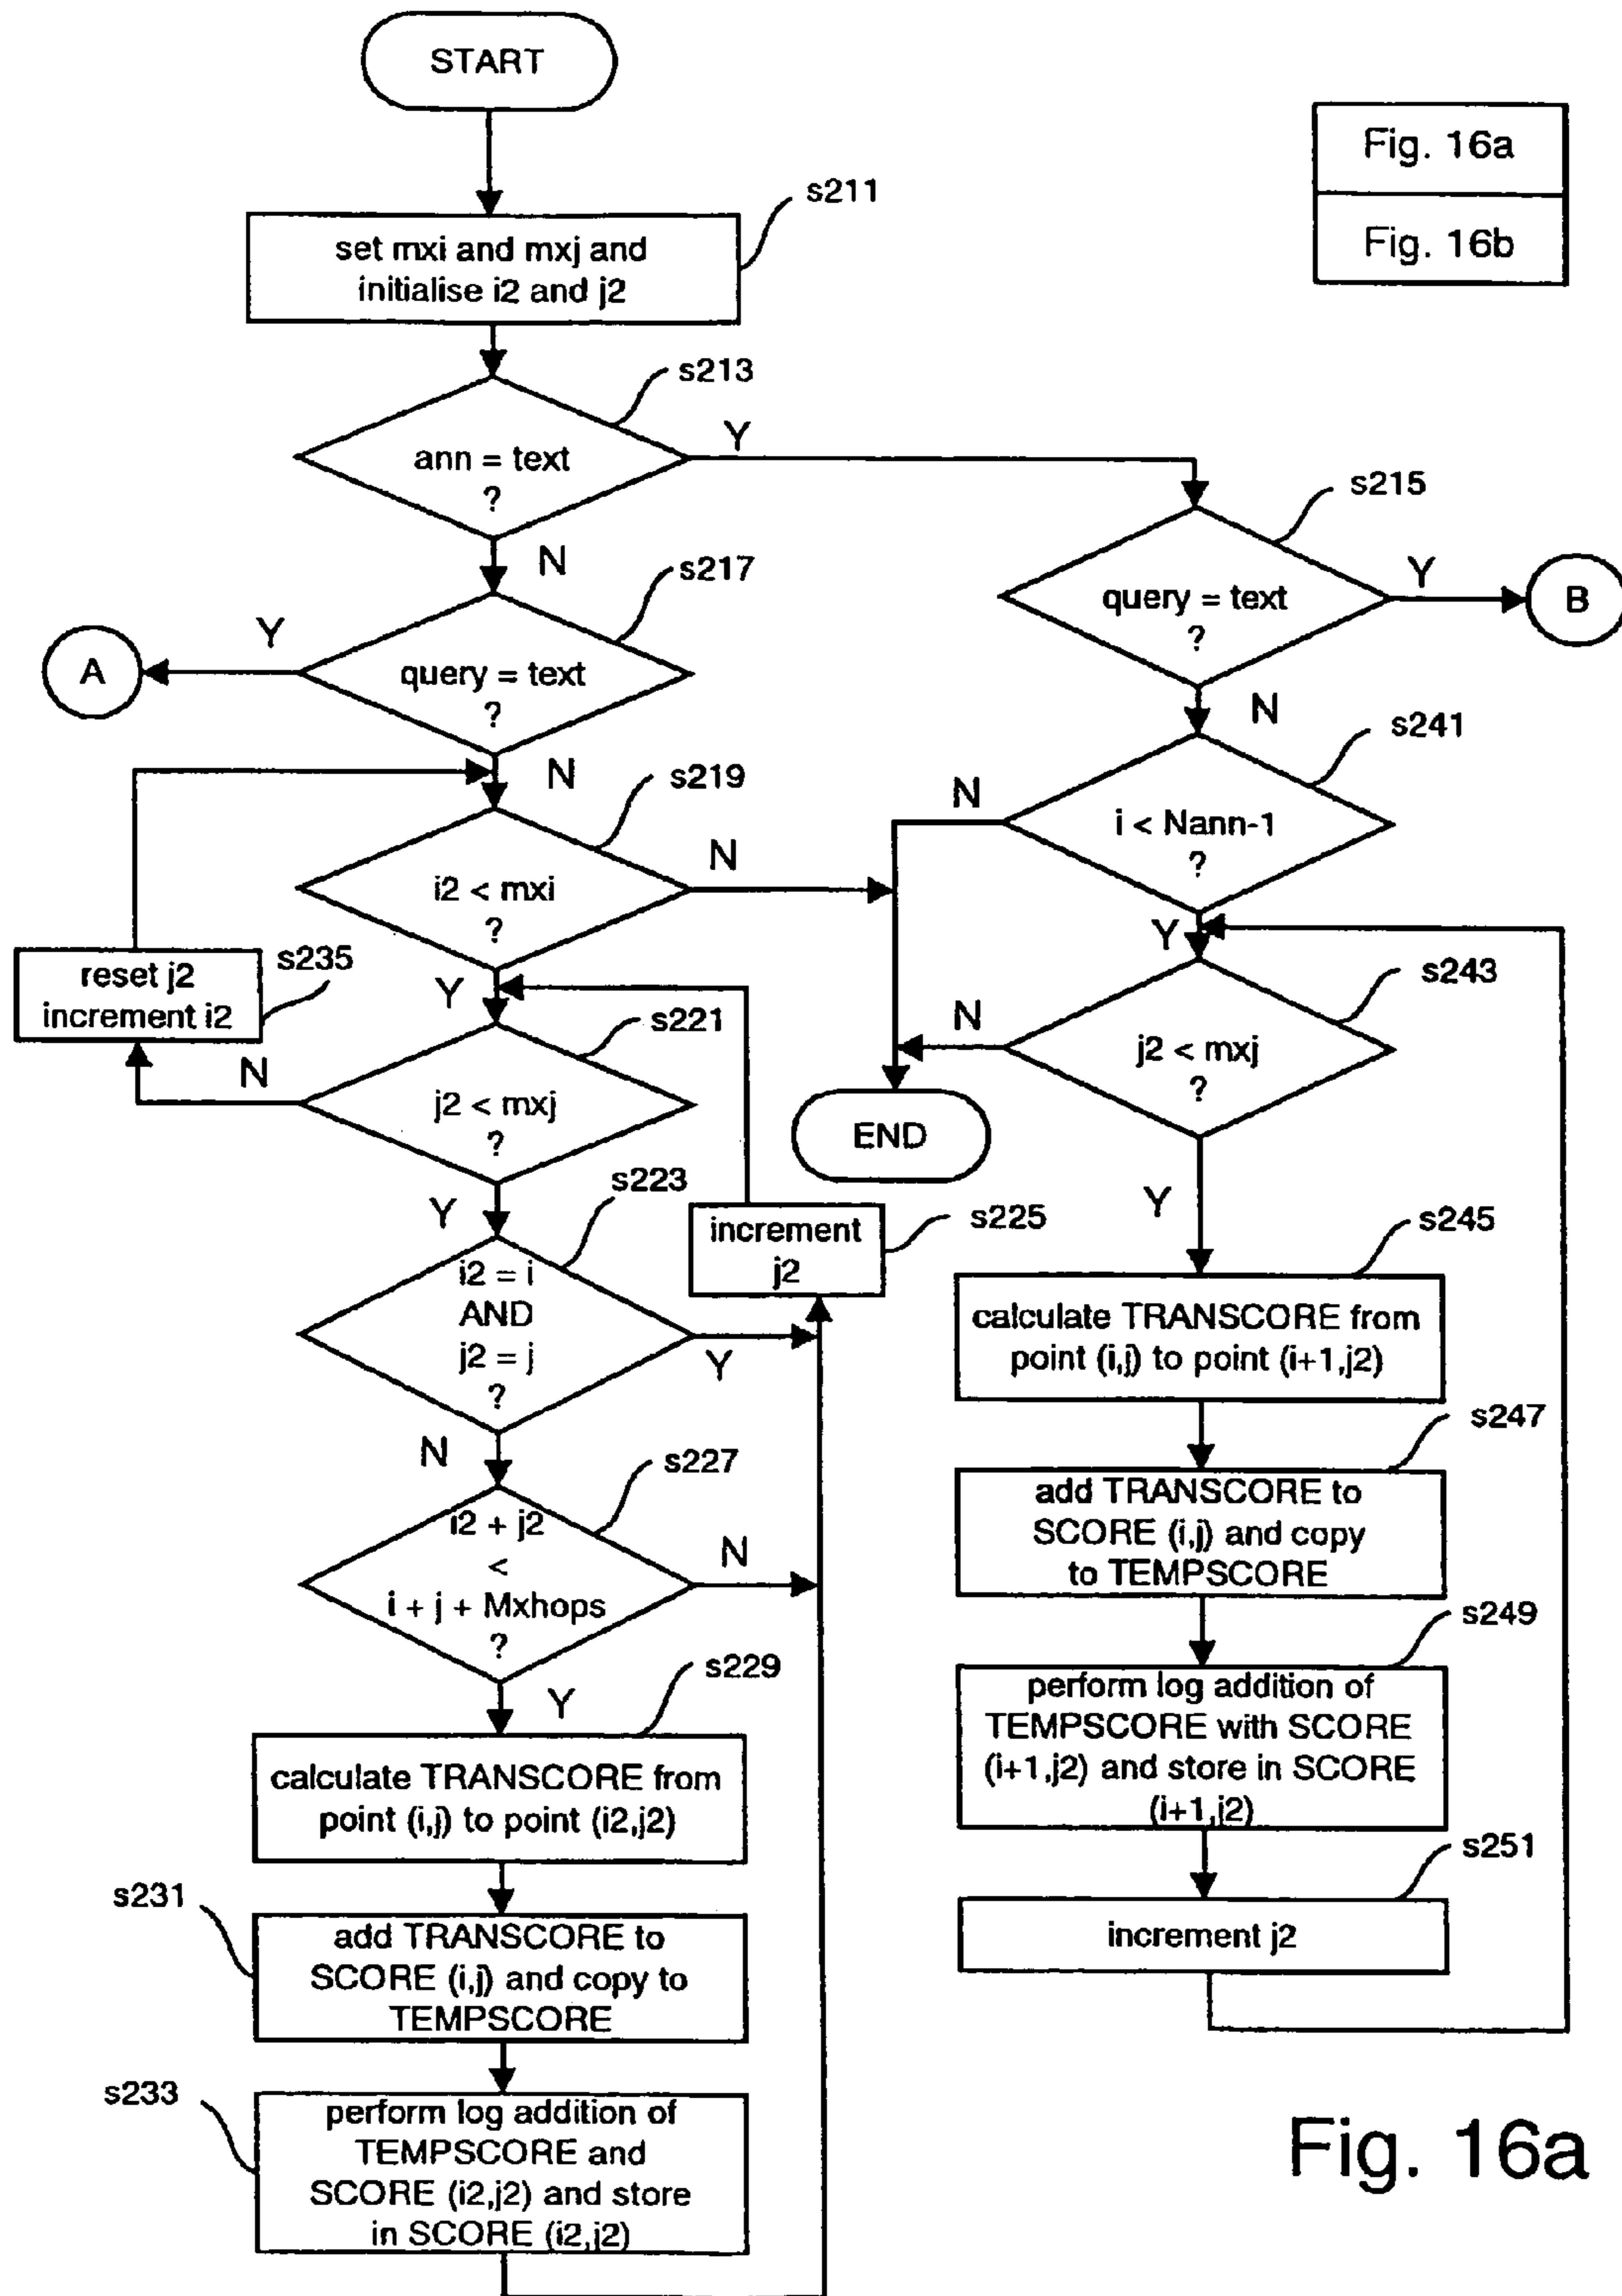 START
Fig. 16a
Fig. 16b
s211
set mxi and mxj and
initialise i2 and j2
s213
ann = text
?
Y
N
s215
query = text
?
Y
B
N
s217
query = text
?
Y
A
N
s219
i2 < mxi
?
N
Y
s235
reset j2
increment i2
s221
j2 < mxj
?
N
Y
s223
i2 = i
AND
j2 = j
?
Y
N
s225
increment
j2
s227
i2 + j2
<
i + j + Mxhops
?
N
Y
s229
calculate TRANSCORE from
point (i,j) to point (i2,j2)
s231
add TRANSCORE to
SCORE (i,j) and copy to
TEMPSCORE
s233
perform log addition of
TEMPSCORE and
SCORE (i2,j2) and store
in SCORE (i2,j2)
s241
i < Nann-1
?
N
Y
s243
j2 < mxj
?
N
END
Y
s245
calculate TRANSCORE from
point (i,j) to point (i+1,j2)
s247
add TRANSCORE to
SCORE (i,j) and copy
to TEMPSCORE
s249
perform log addition of
TEMPSCORE with SCORE
(i+1,j2) and store in SCORE
(i+1,j2)
s251
increment j2
Fig. 16a